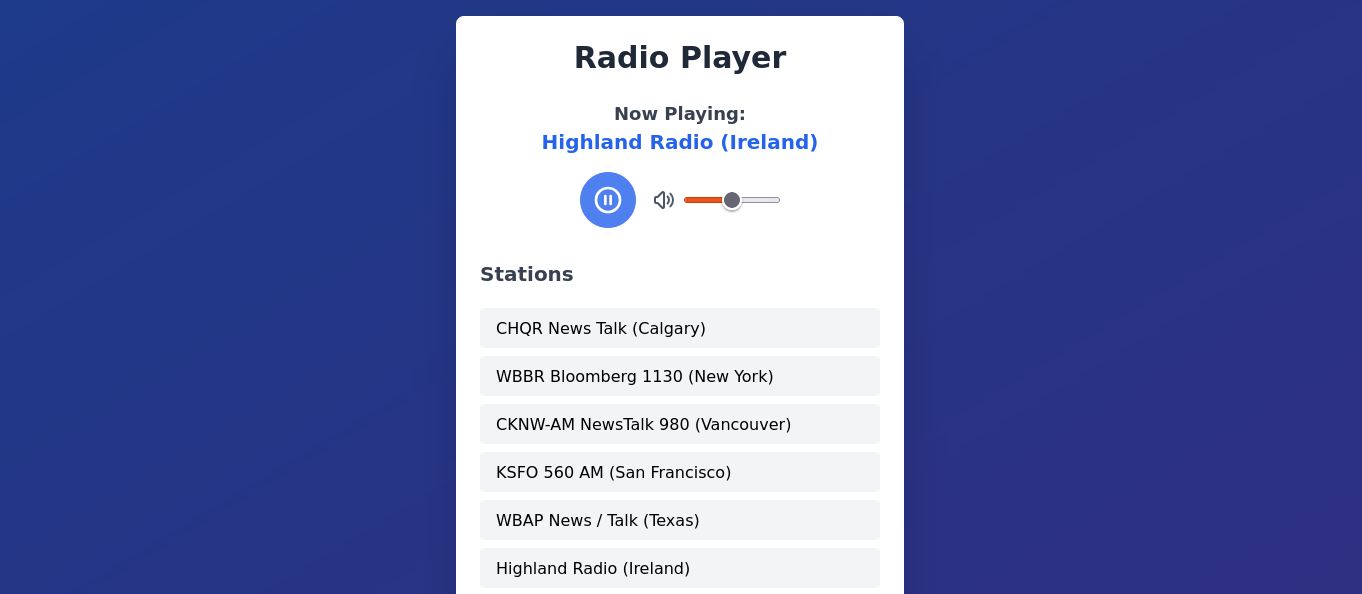 Radio Player
Now Playing:
Highland Radio (Ireland)
Stations
CHQR News Talk (Calgary)
WBBR Bloomberg 1130 (New York)
CKNW-AM NewsTalk 980 (Vancouver)
KSFO 560 AM (San Francisco)
WBAP News / Talk (Texas)
Highland Radio (Ireland)